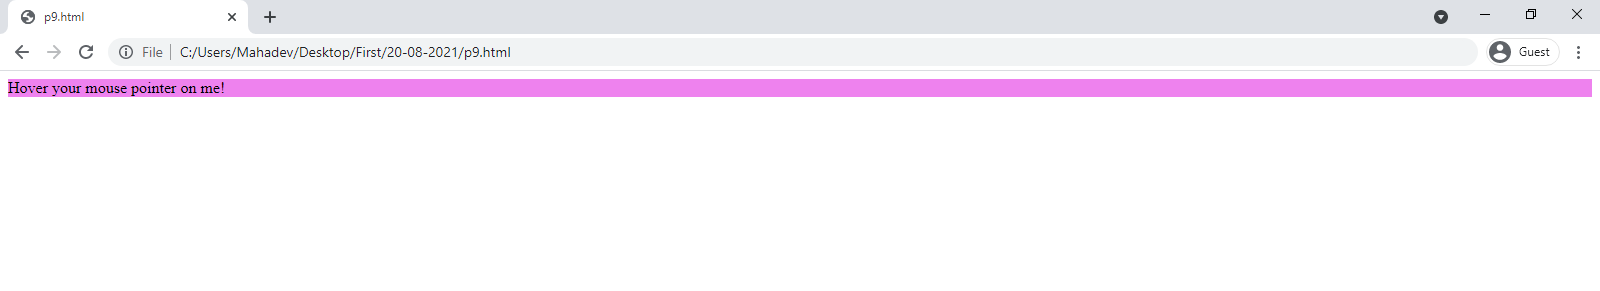 p9.html
File C:/Users/Mahadev/Desktop/First/20-08-2021/p9.html
Guest
Hover your mouse pointer on me!